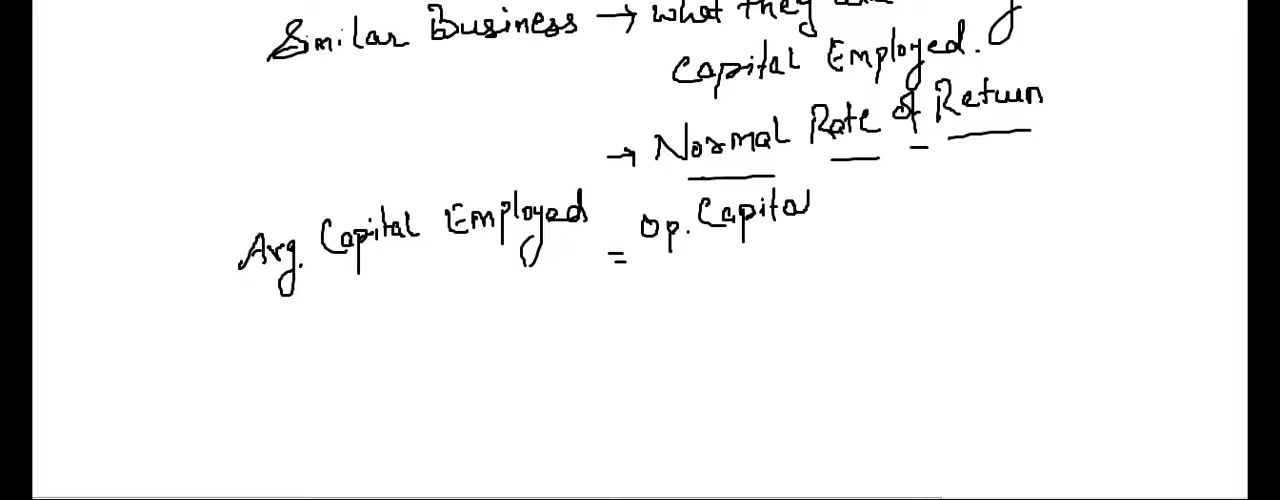 Similar Business → what they
Capital Employed.
→ Normal Rate of Return
Avg. Capital Employed = Op. Capital